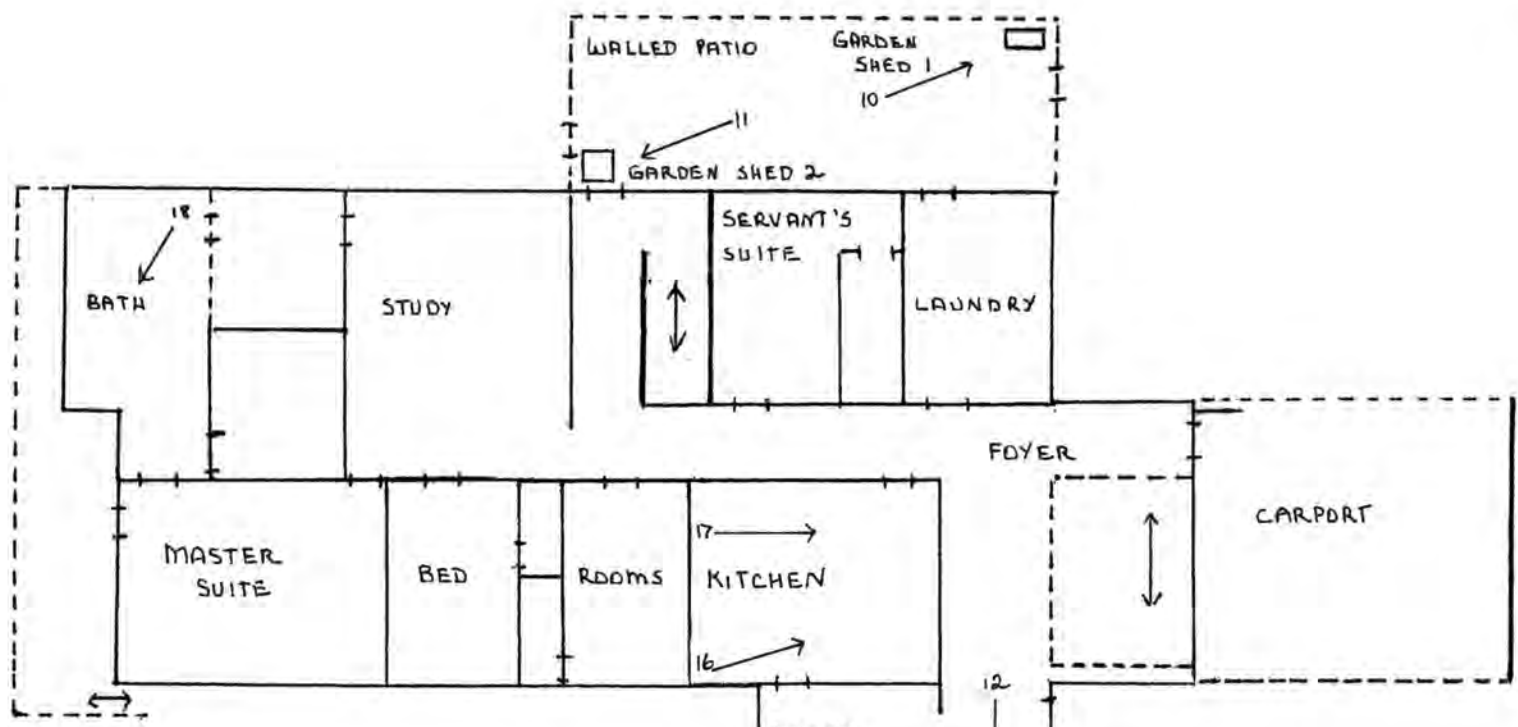 WALLED PATIO
GARDEN
SHED 1
10
11
GARDEN SHED 2
18
SERVANT'S
SUITE
BATH
STUDY
LAUNDRY
FOYER
CARPORT
MASTER
SUITE
BED
ROOMS
17
KITCHEN
16
12